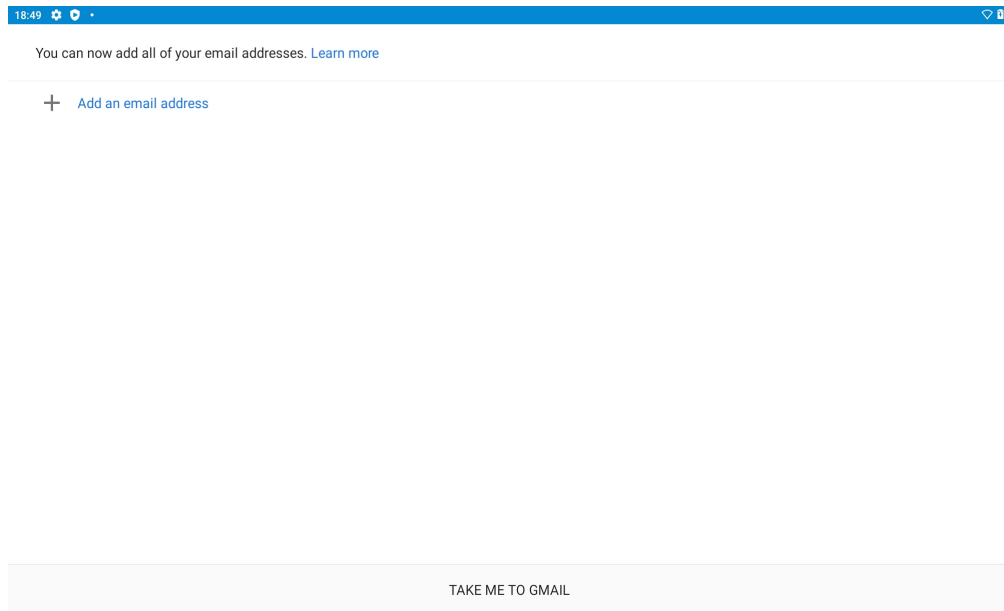 18:49
You can now add all of your email addresses. Learn more
Add an email address
TAKE ME TO GMAIL